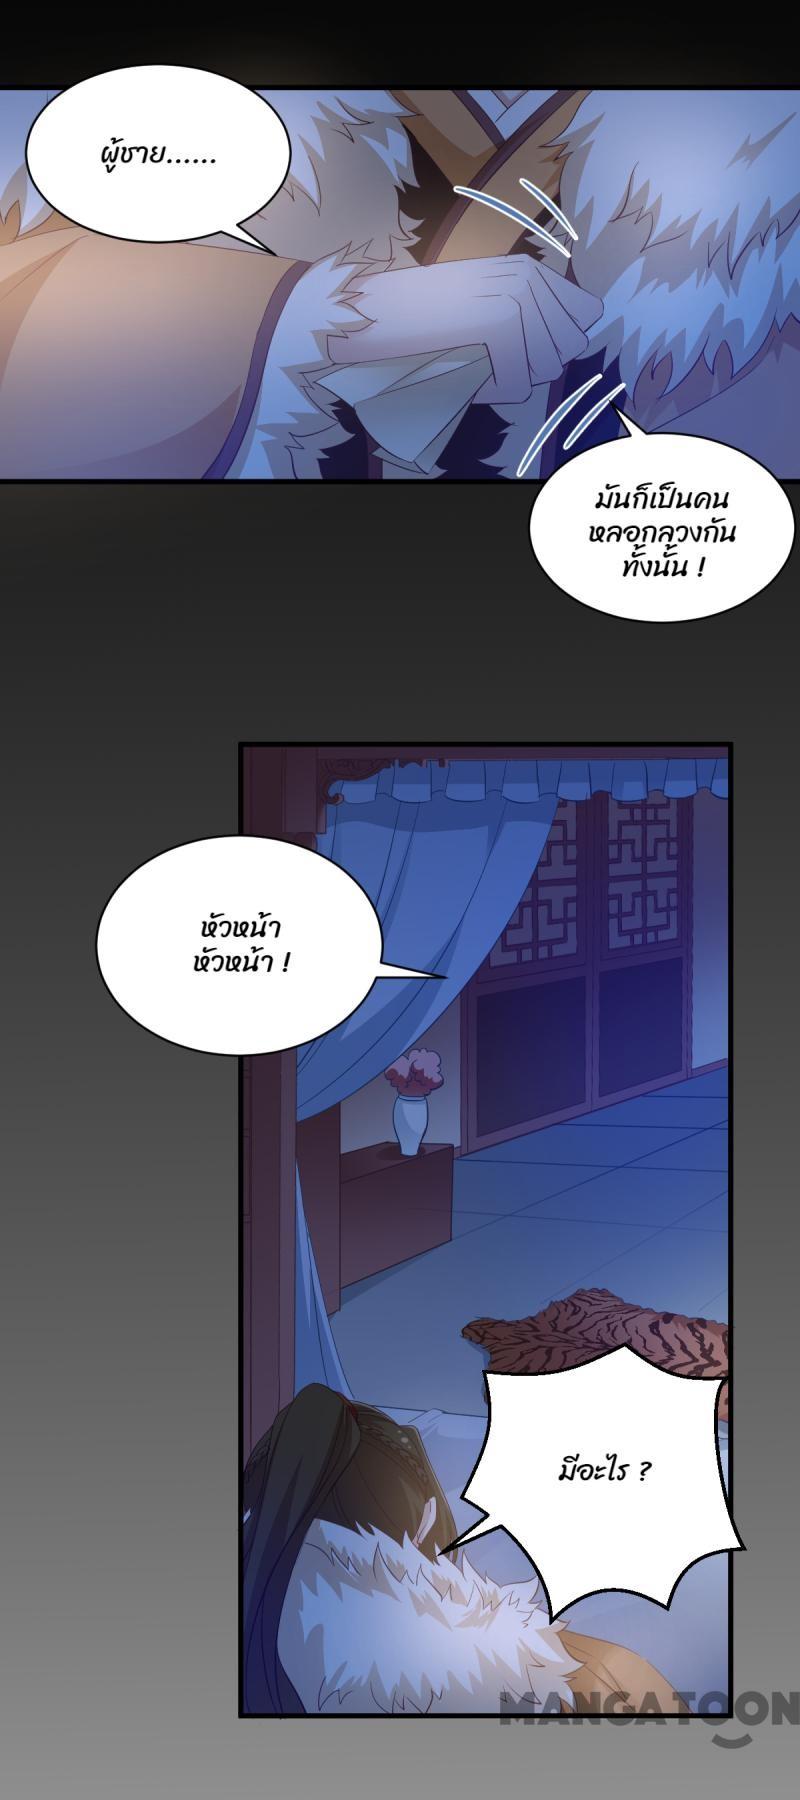 ผู้ชาย......
มันก็เป็นคน
หลอกลวงกัน
ทั้งนั้น !
หัวหน้า
หัวหน้า !
มีอะไร ?
MANGATOON